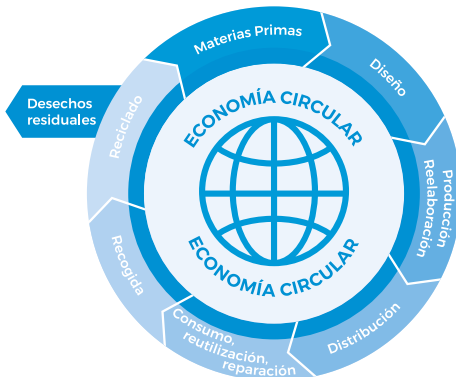 Materias Primas
Diseño
Producción
Reelaboración
Distribución
Consumo,
reutilización,
reparación
Recogida
Reciclado
Desechos
residuales
ECONOMÍA CIRCULAR
ECONOMÍA CIRCULAR